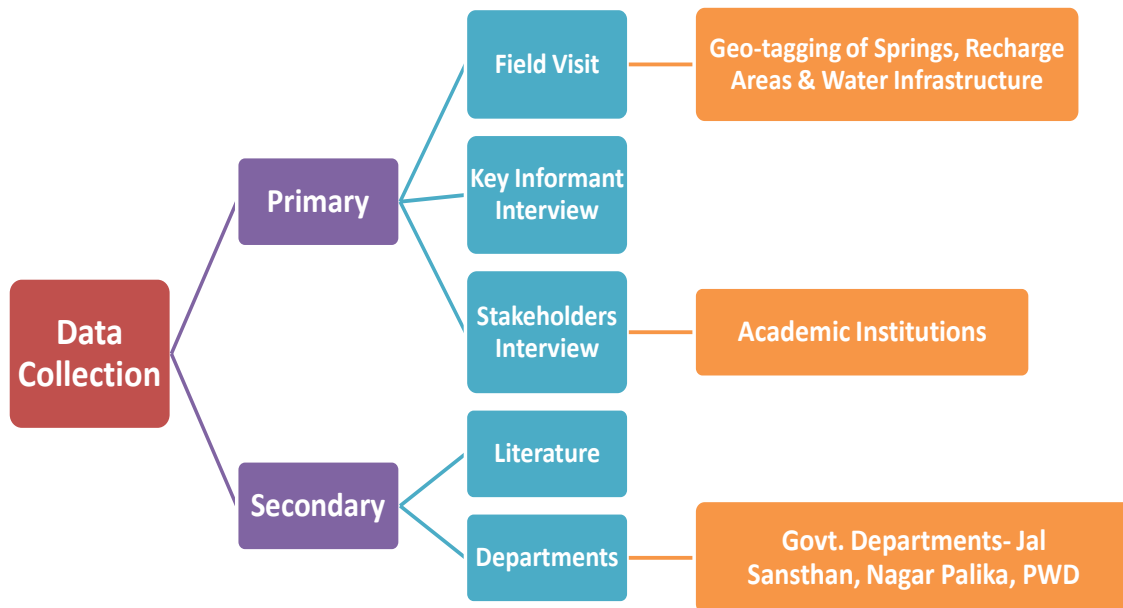 Data
Collection
Primary
Field Visit
Geo-tagging of Springs, Recharge
Areas & Water Infrastructure
Key Informant
Interview
Stakeholders
Interview
Academic Institutions
Secondary
Literature
Departments
Govt. Departments- Jal
Sansthan, Nagar Palika, PWD